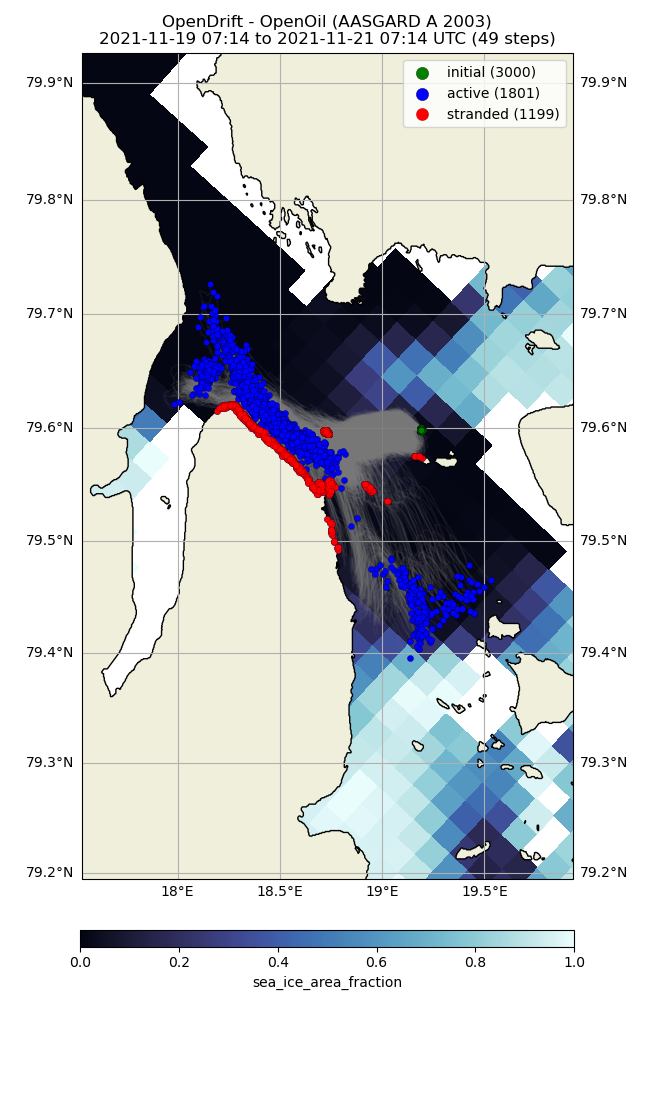 OpenDrift - OpenOil (AASGARD A 2003)
2021-11-19 07:14 to 2021-11-21 07:14 UTC (49 steps)
initial (3000)
active (1801)
stranded (1199)
79.9°N 79.9°N
79.8°N 79.8°N
79.7°N 79.7°N
79.6°N 79.6°N
79.5°N 79.5°N
79.4°N 79.4°N
79.3°N 79.3°N
79.2°N 79.2°N
18°E 18.5°E 19°E 19.5°E
0.0 0.2 0.4 0.6 0.8 1.0
sea_ice_area_fraction